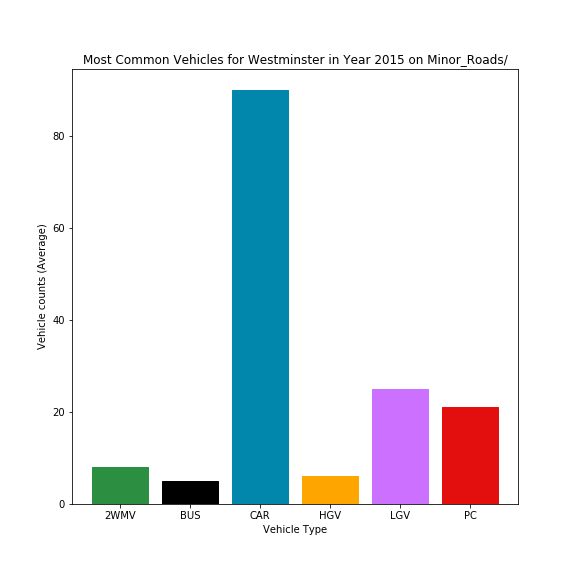 Most Common Vehicles for Westminster in Year 2015 on Minor_Roads/
Vehicle counts (Average)
80
60
40
20
0
2WMV BUS CAR HGV LGV PC
Vehicle Type